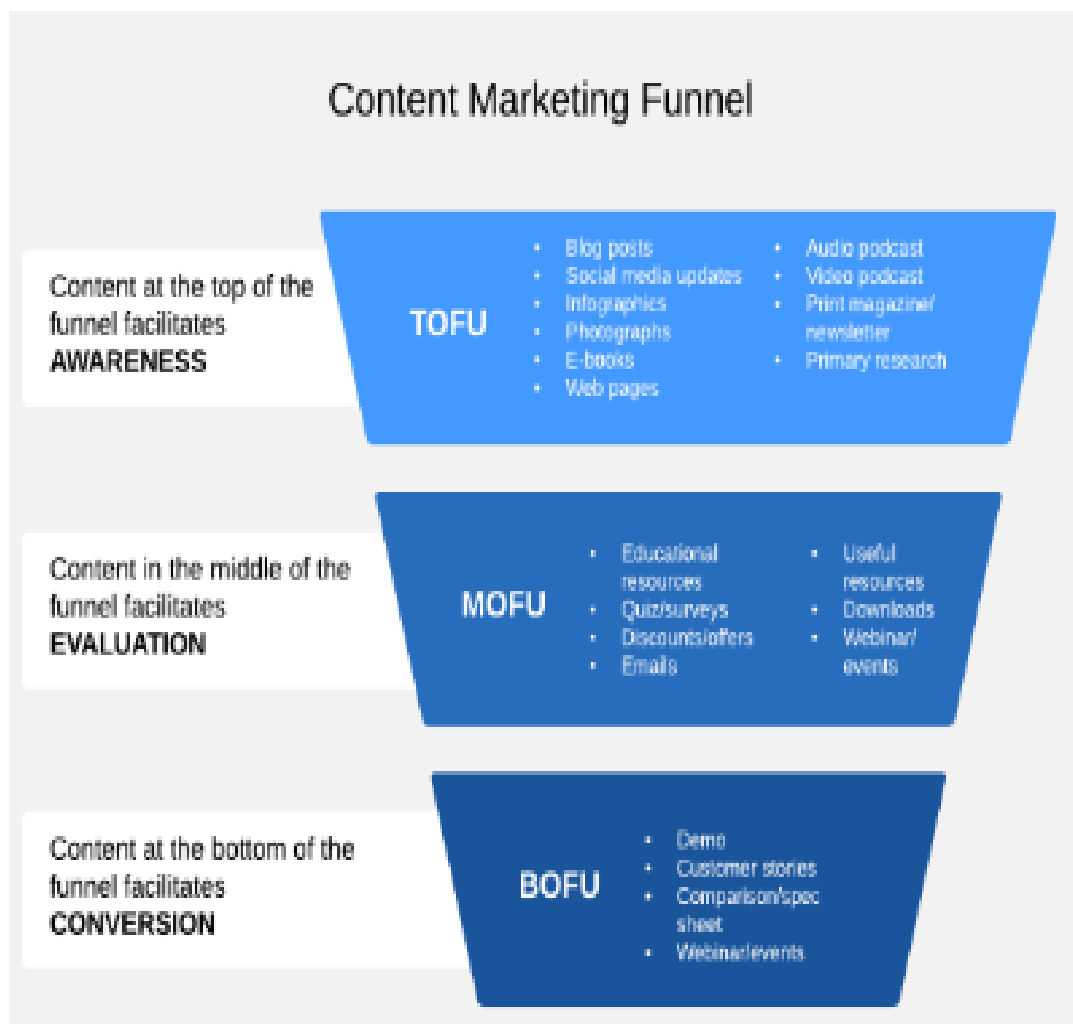 Content Marketing Funnel
Content at the top of the
funnel facilitates
AWARENESS
TOFU
• Blog posts
• Social media updates
• Infographics
• Photographs
• E-books
• Web pages
• Audio podcast
• Video podcast
• Print magazine/
newsletter
• Primary research
Content in the middle of the
funnel facilitates
EVALUATION
MOFU
• Educational
resources
• Quiz/surveys
• Discounts/offers
• Emails
• Useful
resources
• Downloads
• Webinar/
events
Content at the bottom of the
funnel facilitates
CONVERSION
BOFU
• Demo
• Customer stories
• Comparison/spec
sheet
• Webinar/events